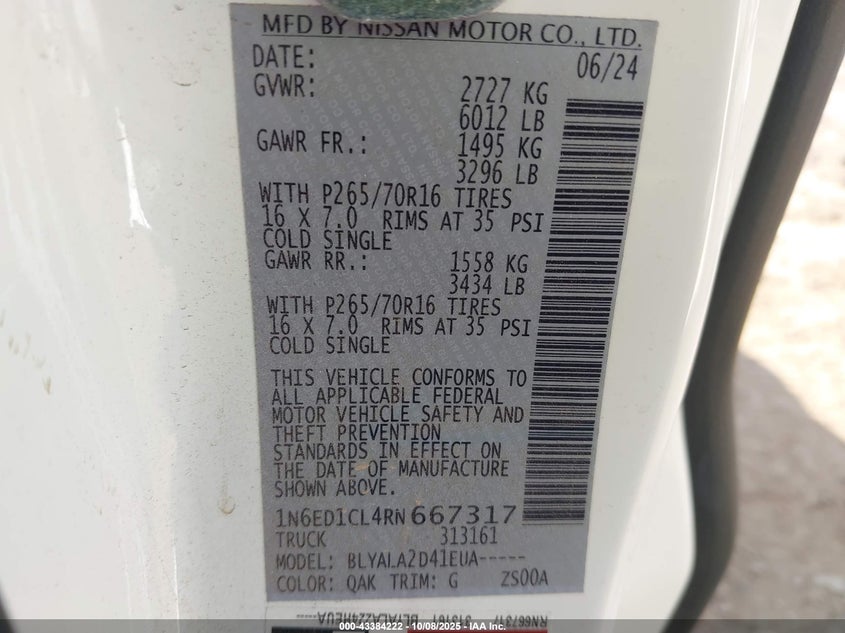 MFD BY NISSAN MOTOR CO., LTD.
DATE: 06/24
GVWR: 2727 KG
6012 LB
GAWR FR.: 1495 KG
3296 LB
WITH P265/70R16 TIRES
16 X 7.0 RIMS AT 35 PSI
COLD SINGLE
GAWR RR.: 1558 KG
3434 LB
WITH P265/70R16 TIRES
16 X 7.0 RIMS AT 35 PSI
COLD SINGLE
THIS VEHICLE CONFORMS TO
ALL APPLICABLE FEDERAL
MOTOR VEHICLE SAFETY AND
THEFT PREVENTION
STANDARDS IN EFFECT ON
THE DATE OF MANUFACTURE
SHOWN ABOVE.
1N6ED1CL4RN667317
TRUCK 313161
MODEL: BLYALA2D41EUA-----
COLOR: QAK TRIM: G ZS00A
RN667317 313161
000-43384222 - 10/08/2025 - IAA Inc.